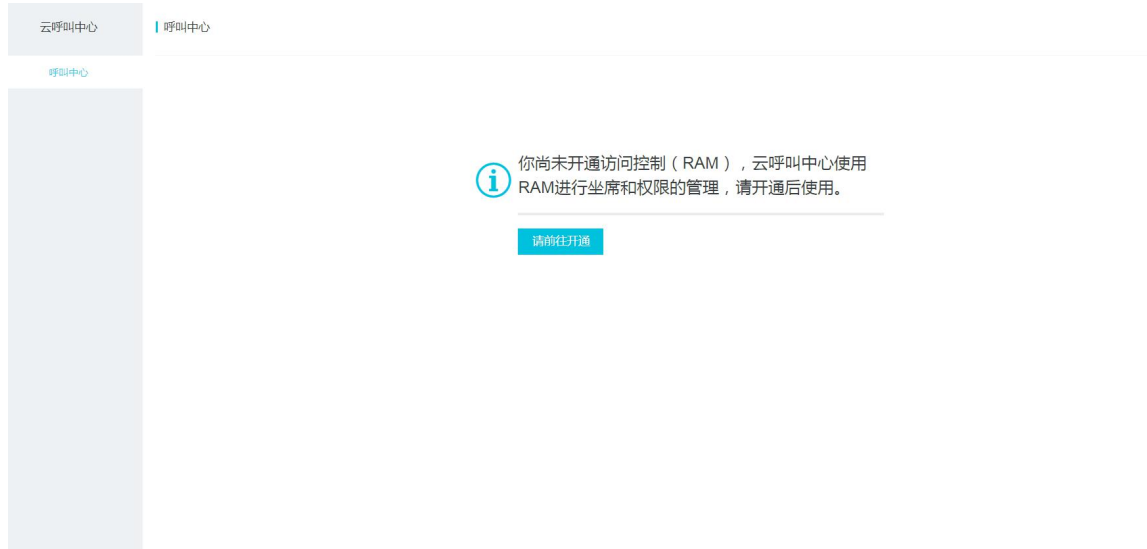 云呼叫中心
呼叫中心
呼叫中心
你尚未开通访问控制（RAM），云呼叫中心使用
RAM进行坐席和权限的管理，请开通后使用。
请前往开通